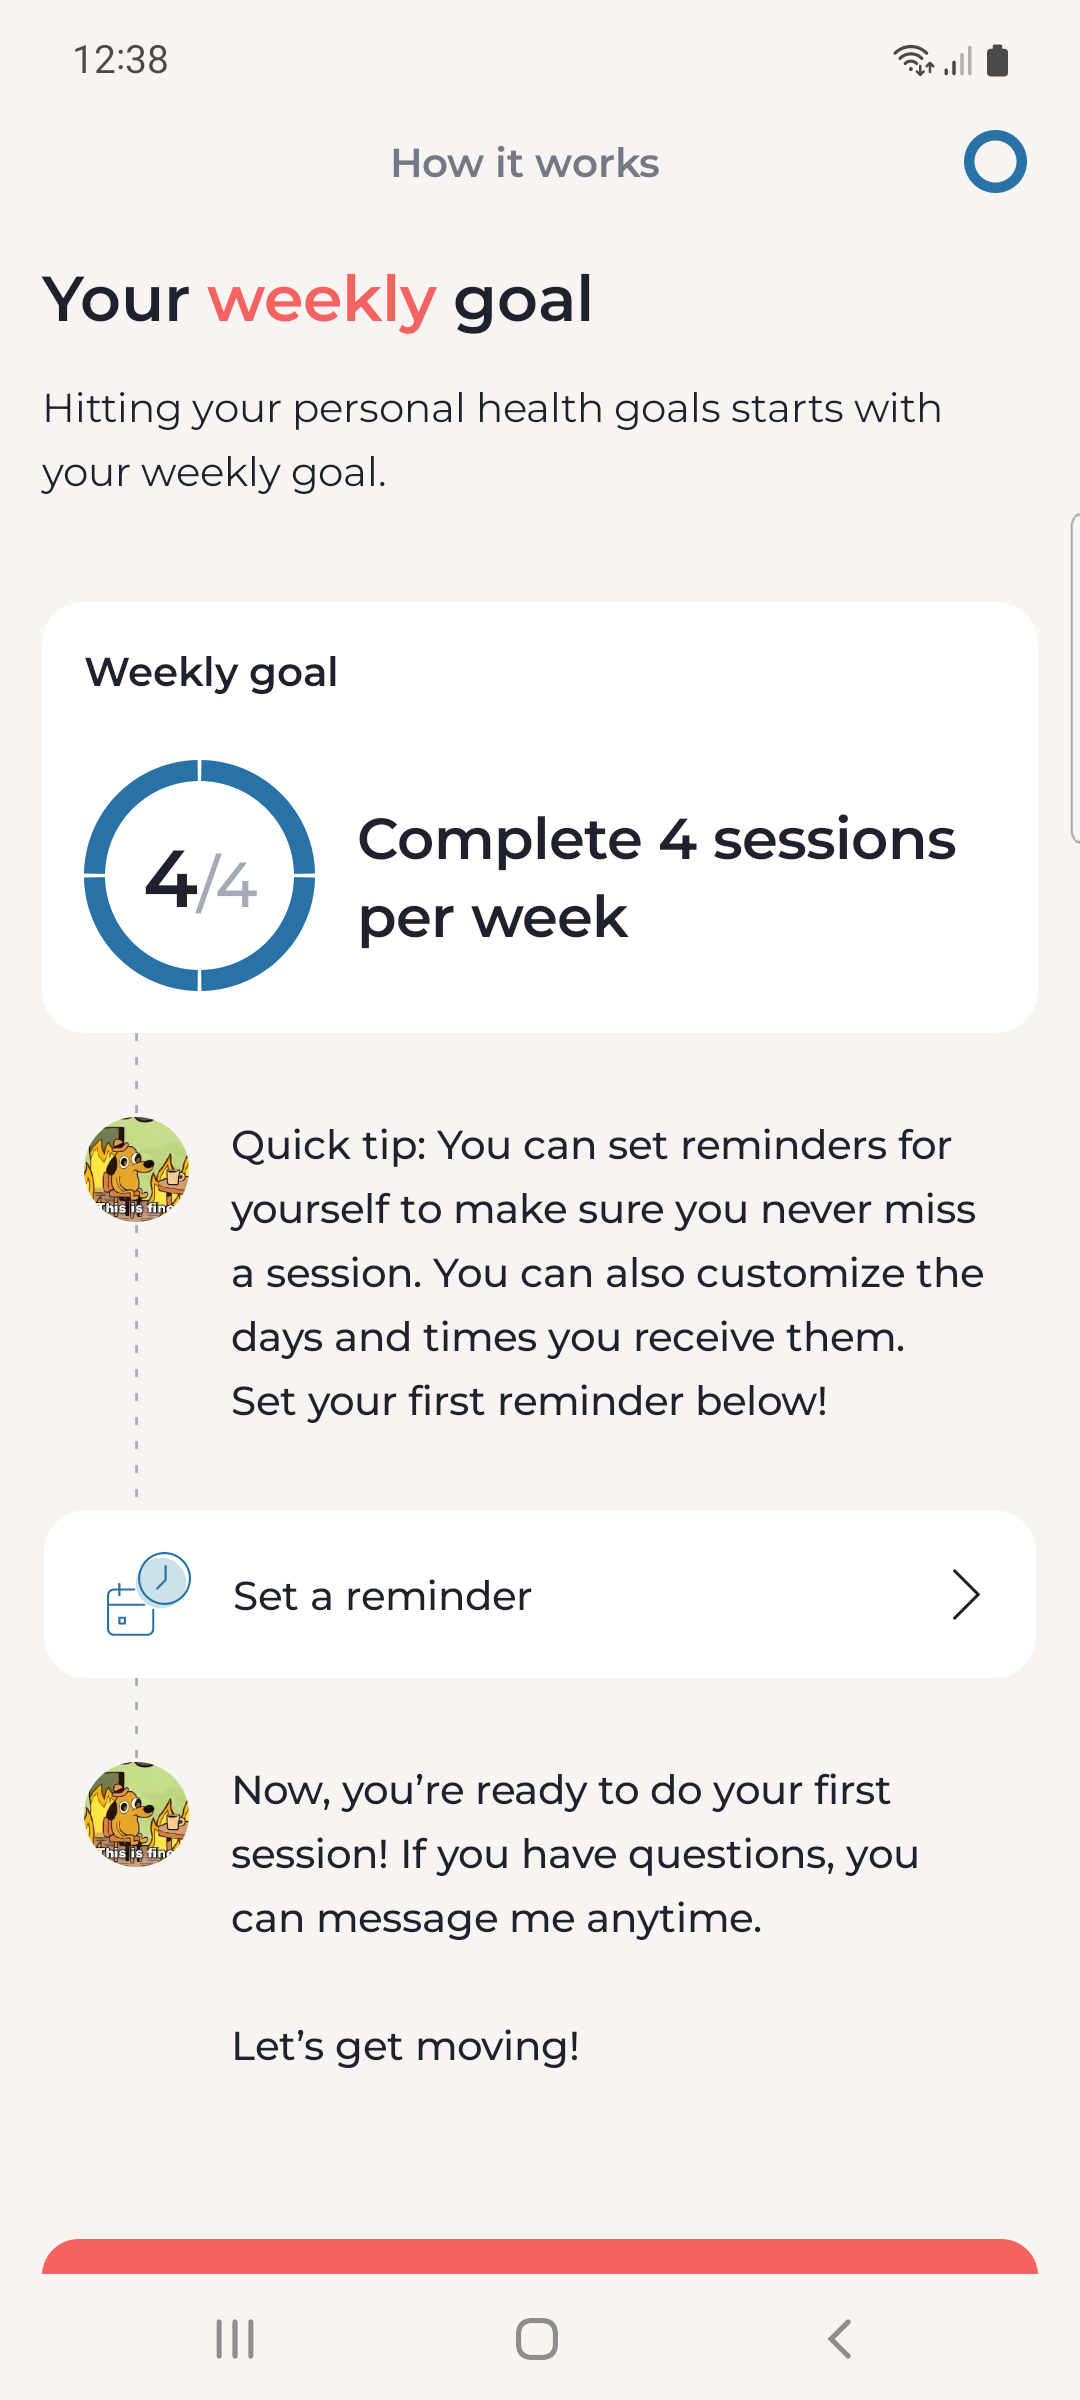 12:38
How it works
Your weekly goal
Hitting your personal health goals starts with
your weekly goal.
Weekly goal
4/4
Complete 4 sessions
per week
Quick tip: You can set reminders for
yourself to make sure you never miss
a session. You can also customize the
days and times you receive them.
Set your first reminder below!
This is fine
Set a reminder
Now, you’re ready to do your first
session! If you have questions, you
can message me anytime.
This is fine
Let’s get moving!